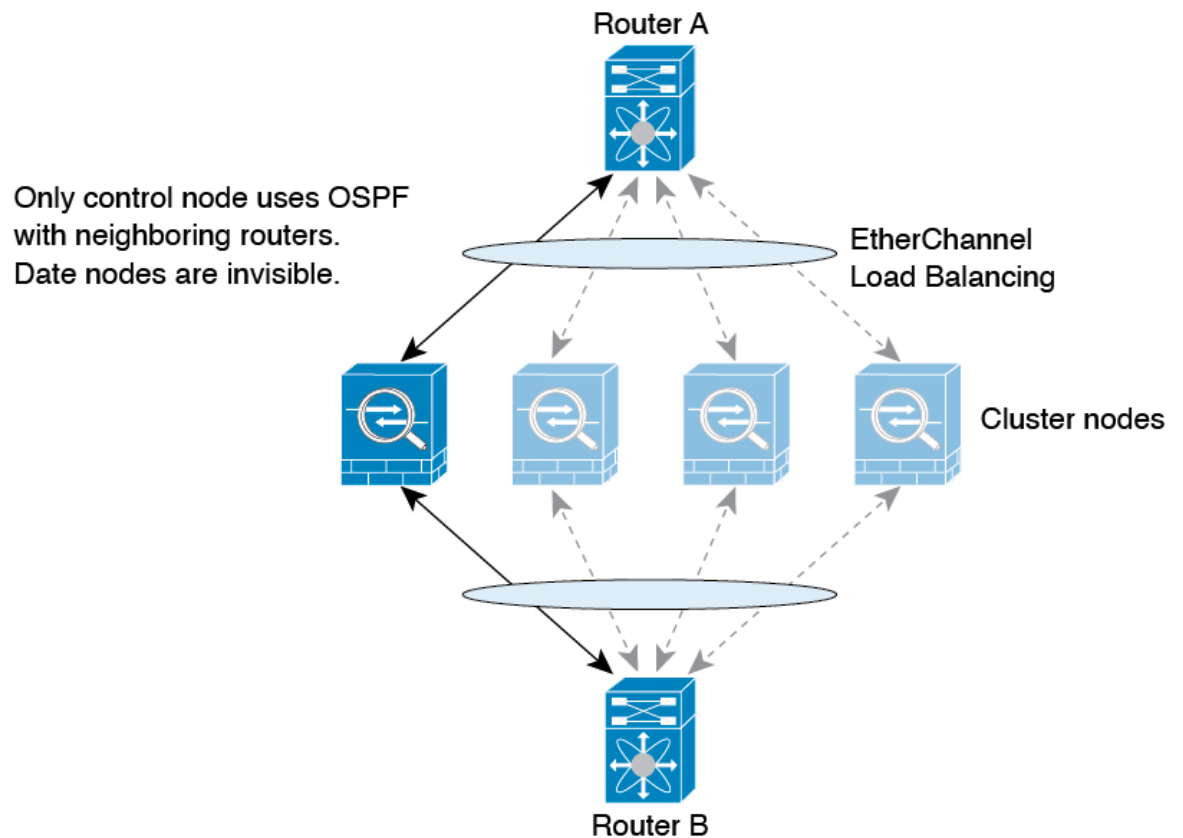 Router A
Only control node uses OSPF
with neighboring routers.
Date nodes are invisible.
EtherChannel
Load Balancing
Cluster nodes
Router B